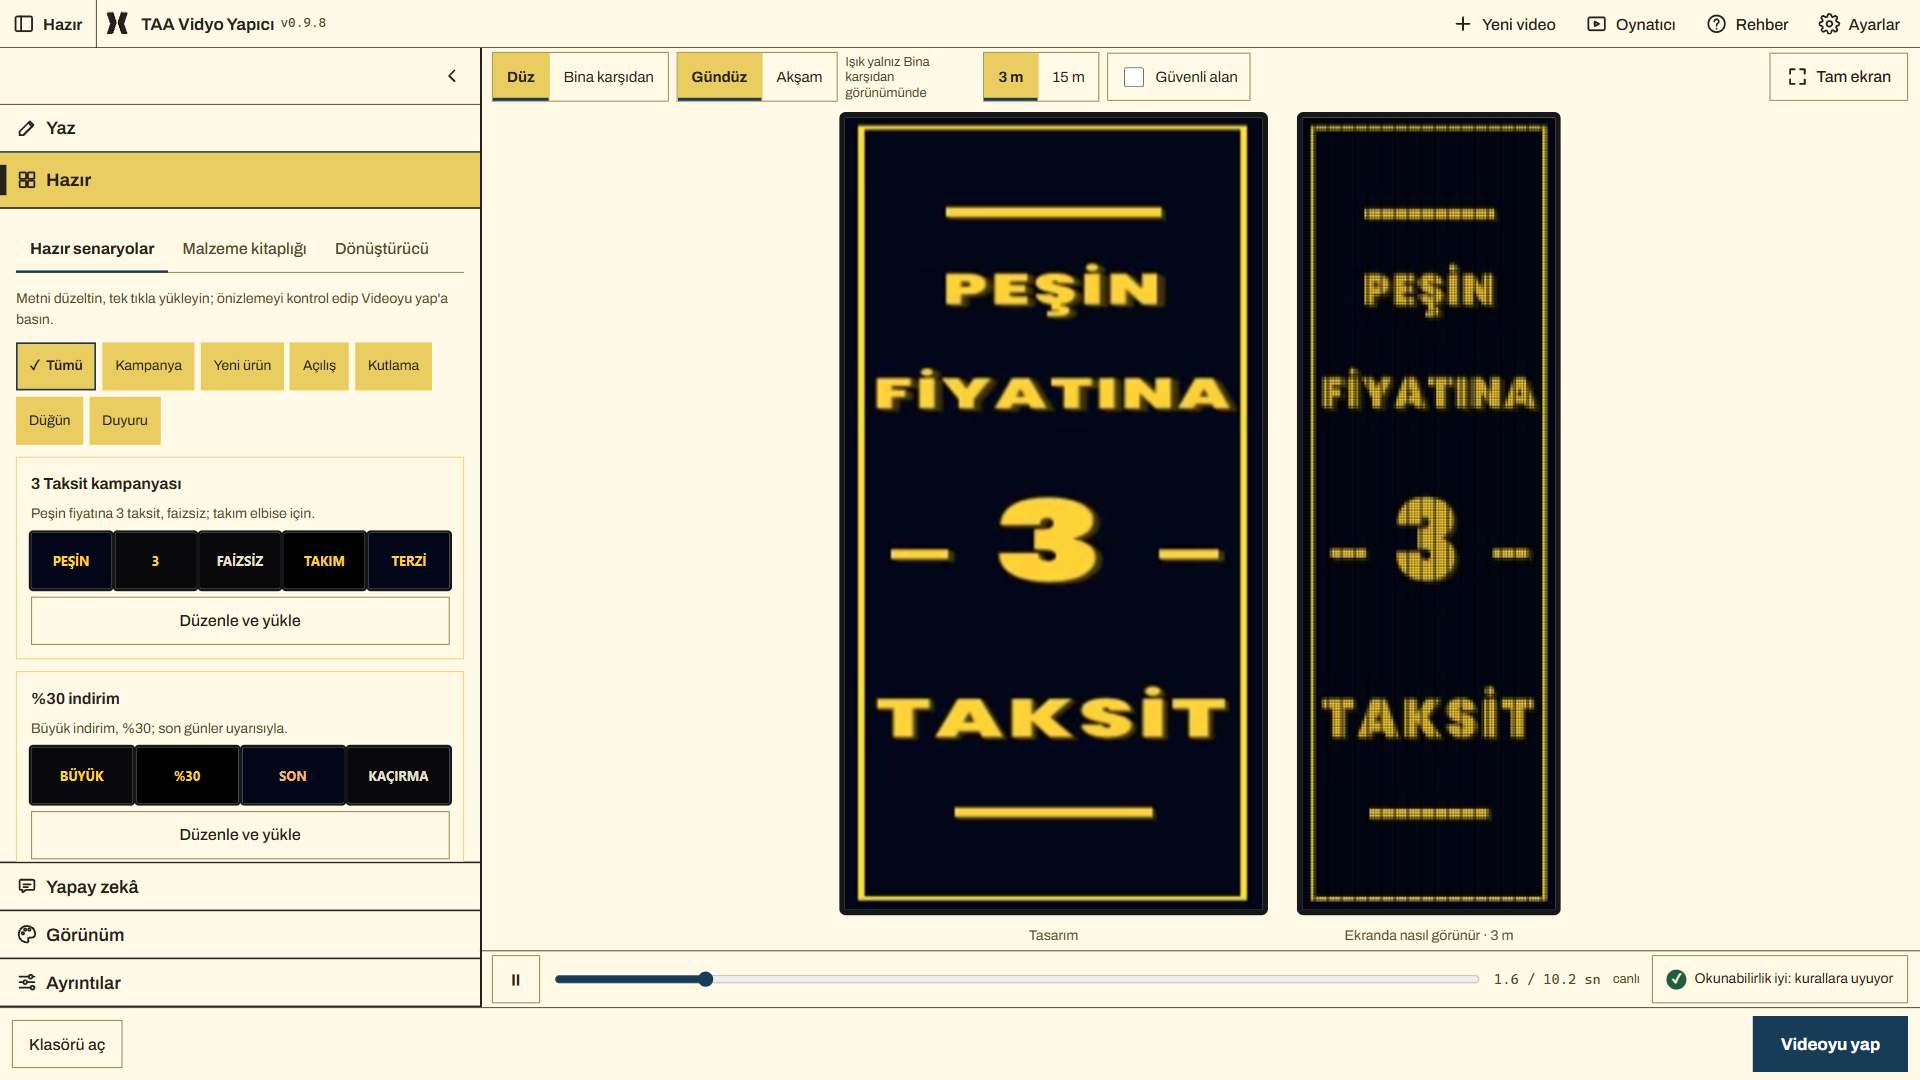 Hazır
TAA Vidyo Yapıcı v0.9.8
Yeni video
Oynatıcı
Rehber
Ayarlar
Yaz
Hazır
Hazır senaryolar
Malzeme kitaplığı
Dönüştürücü
Metni düzeltin, tek tıkla yükleyin; önizlemeyi kontrol edip Videoyu yap'a
basın.
✓ Tümü
Kampanya
Yeni ürün
Açılış
Kutlama
Düğün
Duyuru
3 Taksit kampanyası
Peşin fiyatına 3 taksit, faizsiz; takım elbise için.
PEŞİN
3
FAİZSİZ
TAKIM
TERZİ
Düzenle ve yükle
%30 indirim
Büyük indirim, %30; son günler uyarısıyla.
BÜYÜK
%30
SON
KAÇIRMA
Düzenle ve yükle
Yapay zekâ
Görünüm
Ayrıntılar
Düz
Bina karşıdan
Gündüz
Akşam
Işık yalnız Bina
karşıdan
görünümünde
3 m
15 m
Güvenli alan
Tam ekran
PEŞİN
FİYATINA
3
TAKSİT
Tasarım
PEŞİN
FİYATINA
3
TAKSİT
Ekranda nasıl görünür · 3 m
1.6 / 10.2 sn
canlı
Okunabilirlik iyi: kurallara uyuyor
Klasörü aç
Videoyu yap